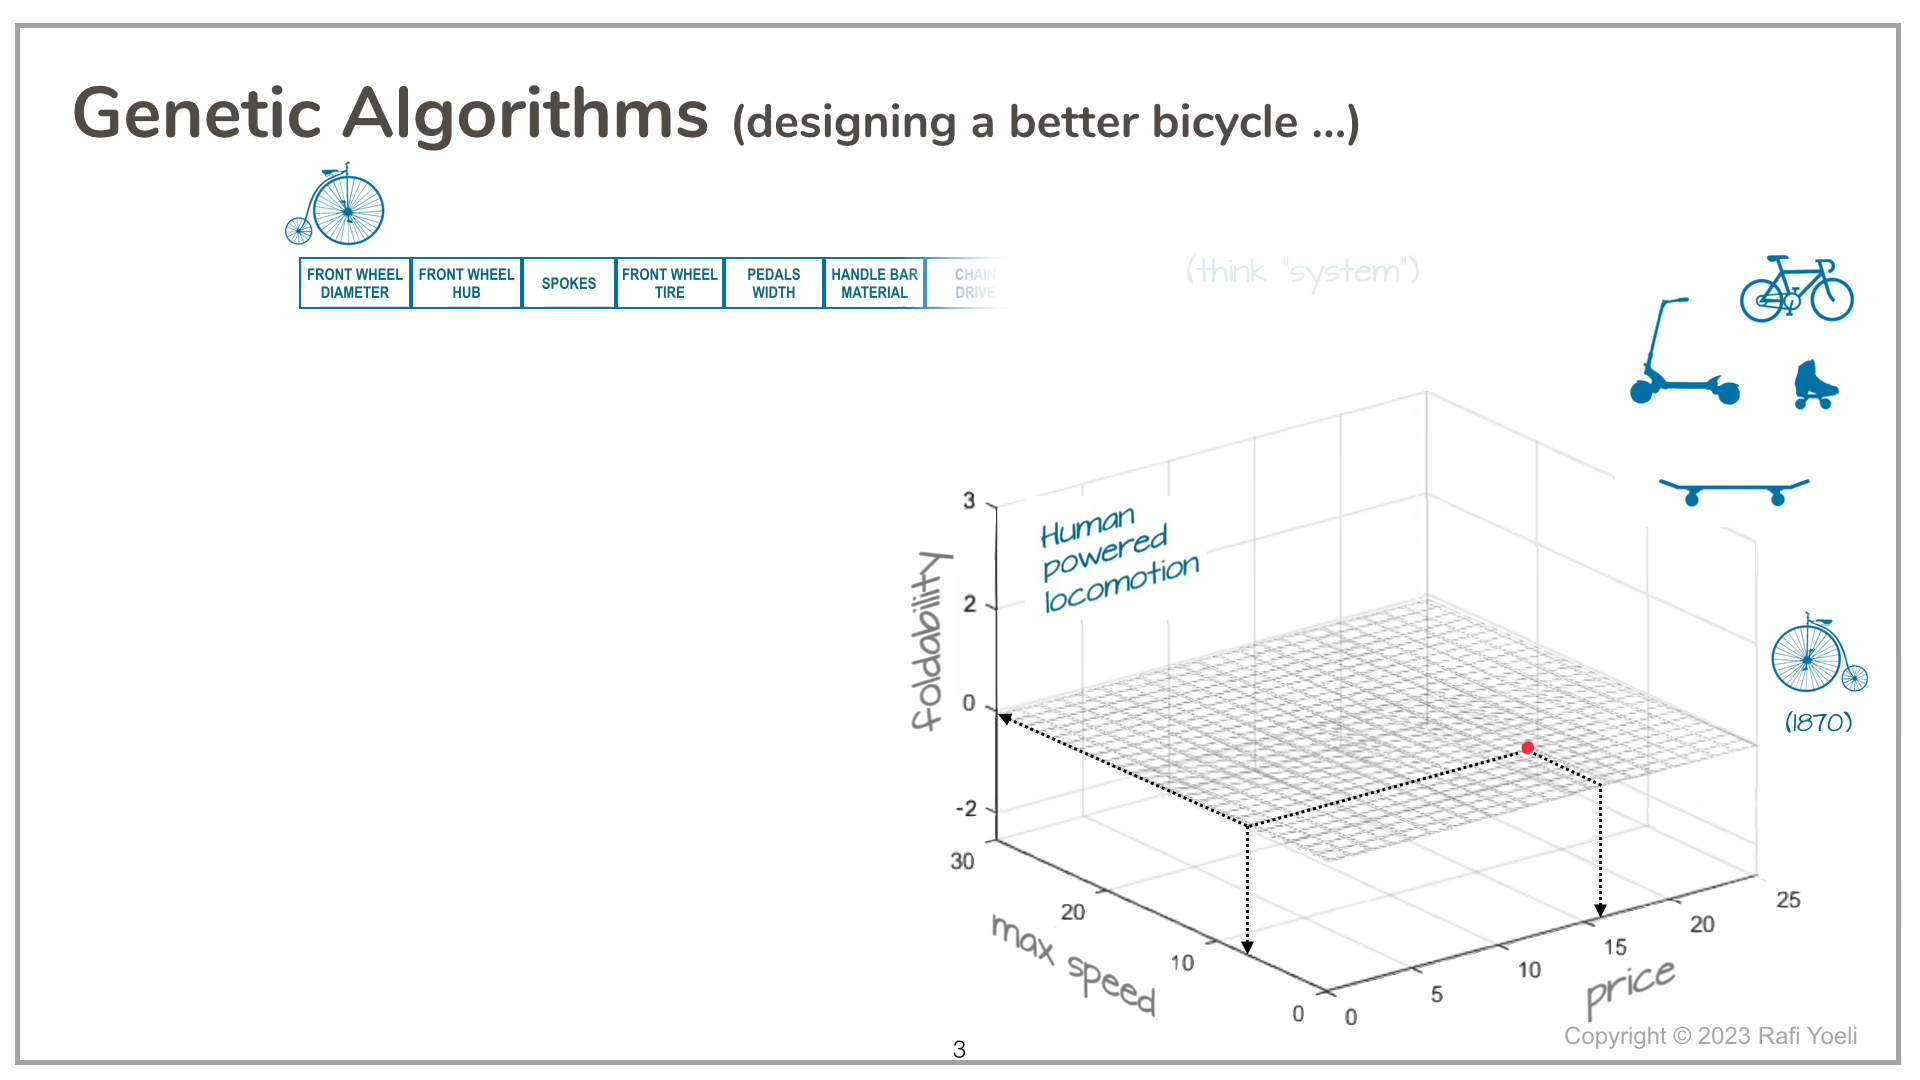 Genetic Algorithms (designing a better bicycle ...)
FRONT WHEEL DIAMETER
FRONT WHEEL HUB
SPOKES
FRONT WHEEL TIRE
PEDALS WIDTH
HANDLE BAR MATERIAL
CHAIN DRIVE
(think "system")
Human
powered
locomotion
foldability
3
2
0
-2
30
20
10
0
max speed
0
5
10
15
20
25
price
(1870)
Copyright © 2023 Rafi Yoeli
3